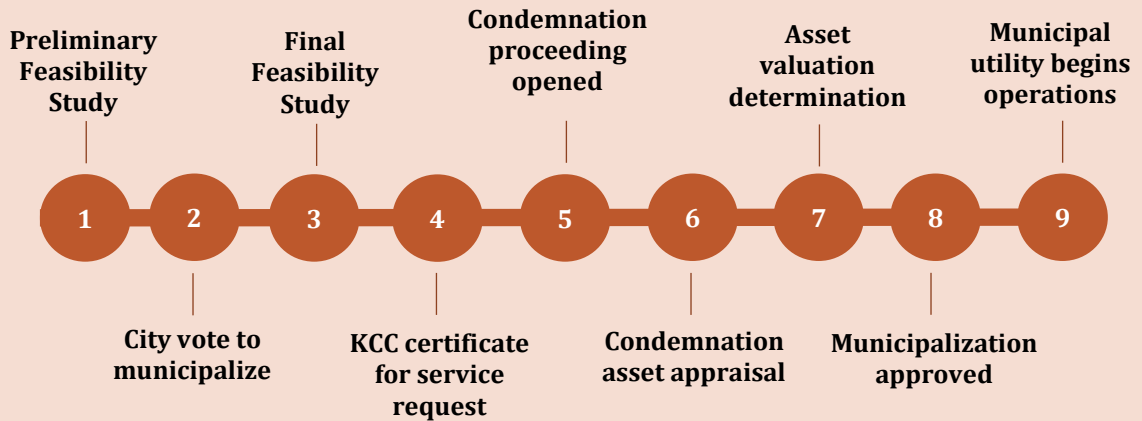 Preliminary
Feasibility
Study
Final
Feasibility
Study
Condemnation
proceeding
opened
Asset
valuation
determination
Municipal
utility begins
operations
1
2
3
4
5
6
7
8
9
City vote to
municipalize
KCC certificate
for service
request
Condemnation
asset appraisal
Municipalization
approved